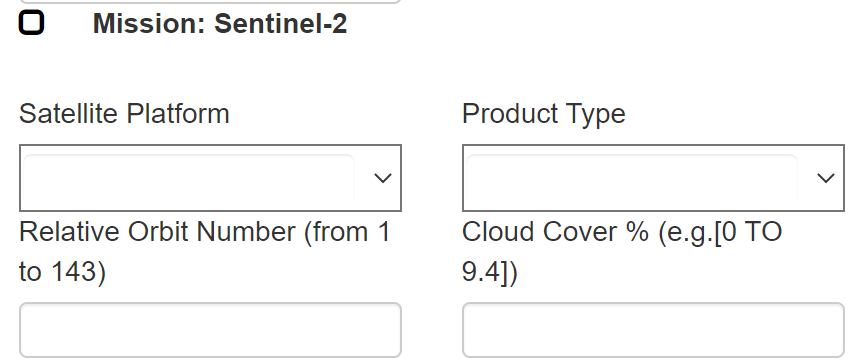 Mission: Sentinel-2
Satellite Platform
Product Type
Relative Orbit Number (from 1
to 143)
Cloud Cover % (e.g.[0 TO
9.4])